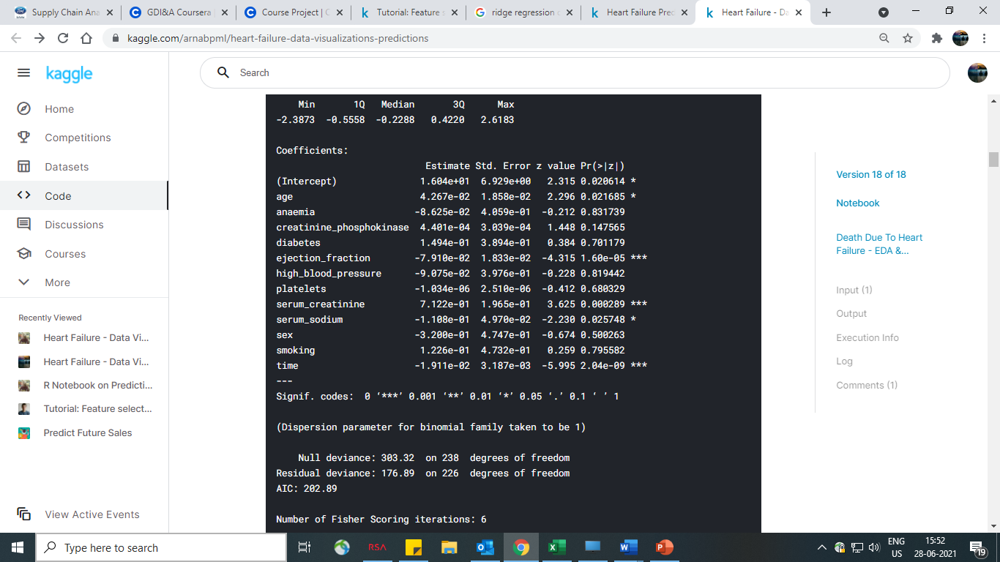 Supply Chain Ana
GDI&A Coursera
Course Project | C
Tutorial: Feature s
ridge regression c
Heart Failure Pred
Heart Failure - Da
kaggle.com/arnabpml/heart-failure-data-visualizations-predictions
kaggle
Search
Home
Competitions
Datasets
Code
Discussions
Courses
More
Recently Viewed
Heart Failure - Data Vi...
Heart Failure - Data Vi...
R Notebook on Predicti...
Tutorial: Feature select...
Predict Future Sales
View Active Events
Min 1Q Median 3Q Max
-2.3873 -0.5558 -0.2288 0.4220 2.6183
Coefficients:
Estimate Std. Error z value Pr(>|z|)
(Intercept) 1.604e+01 6.929e+00 2.315 0.020614 *
age 4.267e-02 1.858e-02 2.296 0.021685 *
anaemia -8.625e-02 4.059e-01 -0.212 0.831739
creatinine_phosphokinase 4.401e-04 3.039e-04 1.448 0.147565
diabetes 1.494e-01 3.894e-01 0.384 0.701179
ejection_fraction -7.910e-02 1.833e-02 -4.315 1.60e-05 ***
high_blood_pressure -9.075e-02 3.976e-01 -0.228 0.819442
platelets -1.034e-06 2.510e-06 -0.412 0.680329
serum_creatinine 7.122e-01 1.965e-01 3.625 0.000289 ***
serum_sodium -1.108e-01 4.970e-02 -2.230 0.025748 *
sex -3.200e-01 4.747e-01 -0.674 0.500263
smoking 1.226e-01 4.732e-01 0.259 0.795582
time -1.911e-02 3.187e-03 -5.995 2.04e-09 ***
---
Signif. codes: 0 ‘***’ 0.001 ‘**’ 0.01 ‘*’ 0.05 ‘.’ 0.1 ‘ ’ 1
(Dispersion parameter for binomial family taken to be 1)
Null deviance: 303.32 on 238 degrees of freedom
Residual deviance: 176.89 on 226 degrees of freedom
AIC: 202.89
Number of Fisher Scoring iterations: 6
Version 18 of 18
Notebook
Death Due To Heart
Failure - EDA &...
Input (1)
Output
Execution Info
Log
Comments (1)
Type here to search
RSA
ENG
US
15:52
28-06-2021
19